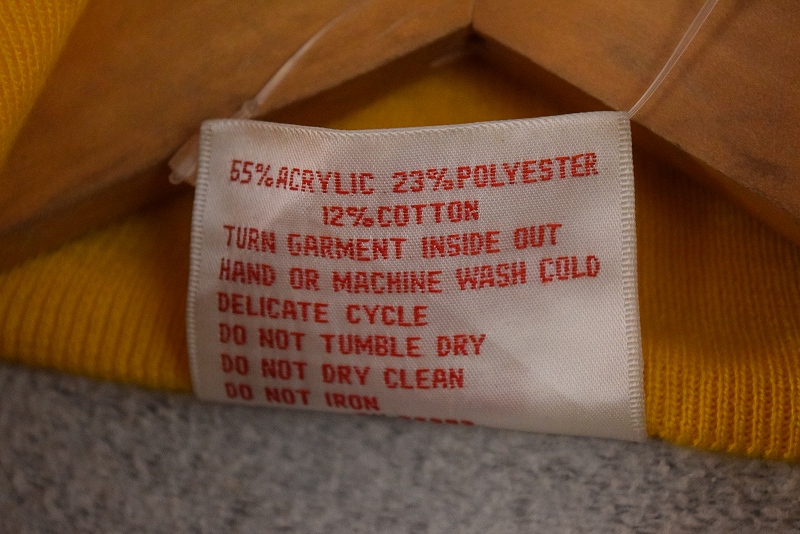 65%ACRYLIC 23%POLYESTER
12%COTTON
TURN GARMENT INSIDE OUT
HAND OR MACHINE WASH COLD
DELICATE CYCLE
DO NOT TUMBLE DRY
DO NOT DRY CLEAN
DO NOT IRON